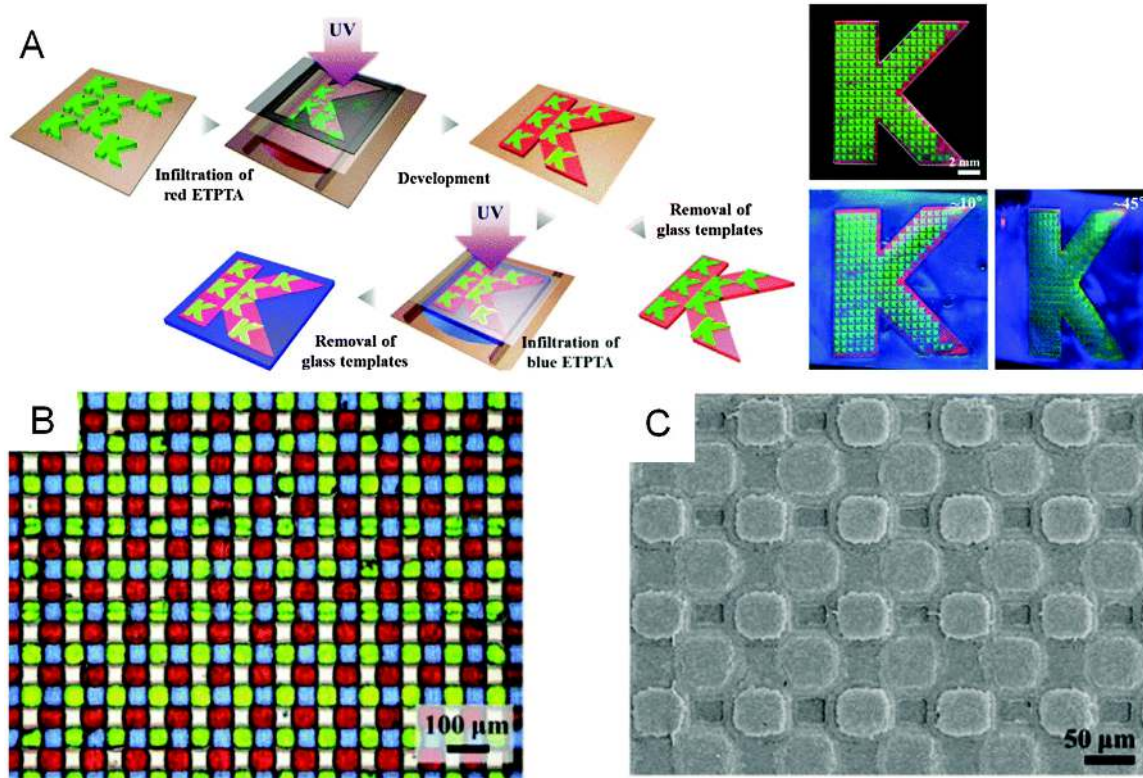 A
UV
Infiltration of
red ETPTA
Development
UV
Removal of
glass templates
Removal of
glass templates
Infiltration of
blue ETPTA
K
2 mm
~10°
~45°
B
100 μm
C
50 μm